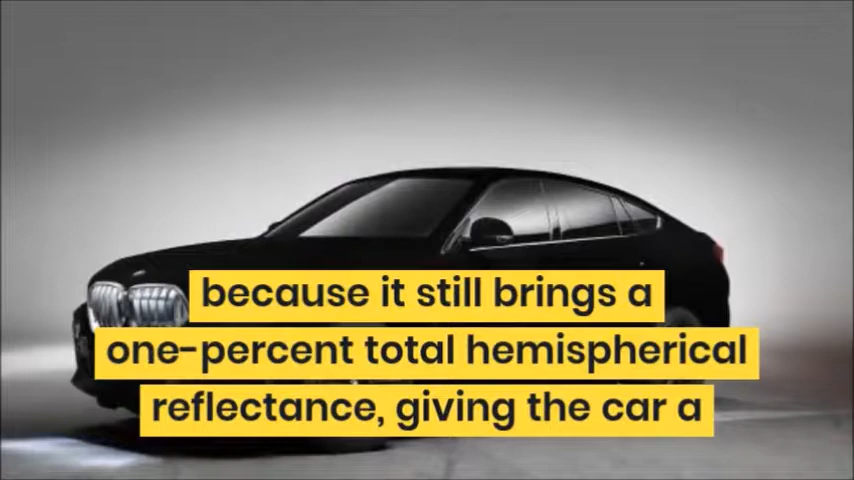 because it still brings a
one-percent total hemispherical
reflectance, giving the car a